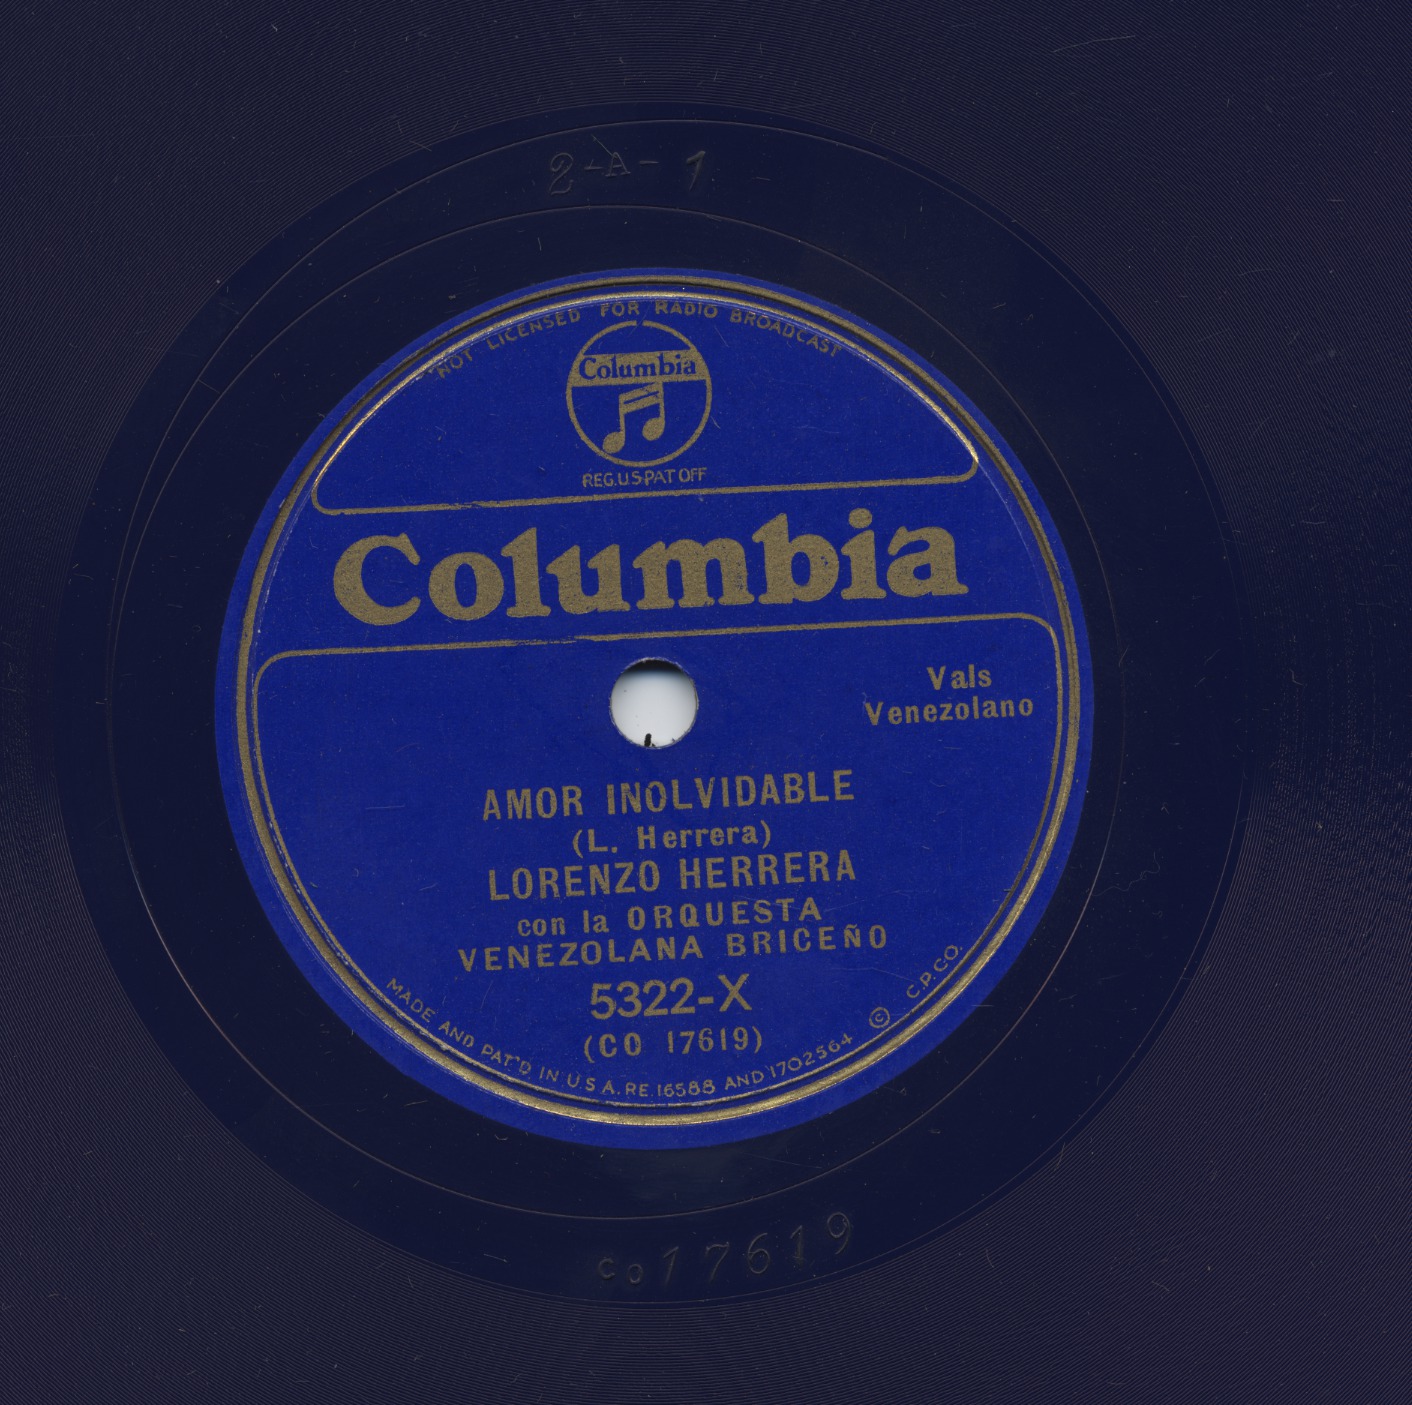 2-A-1
NOT LICENSED FOR RADIO BROADCAST
Columbia
REG.U.S.PAT OFF
Columbia
Vals
Venezolano
AMOR INOLVIDABLE
(L. Herrera)
LORENZO HERRERA
con la ORQUESTA
VENEZOLANA BRICEÑO
5322-X
(CO 17619)
MADE AND PAT'D IN U.S.A. RE.16588 AND 1702564 © C.P.CO.
CO17619